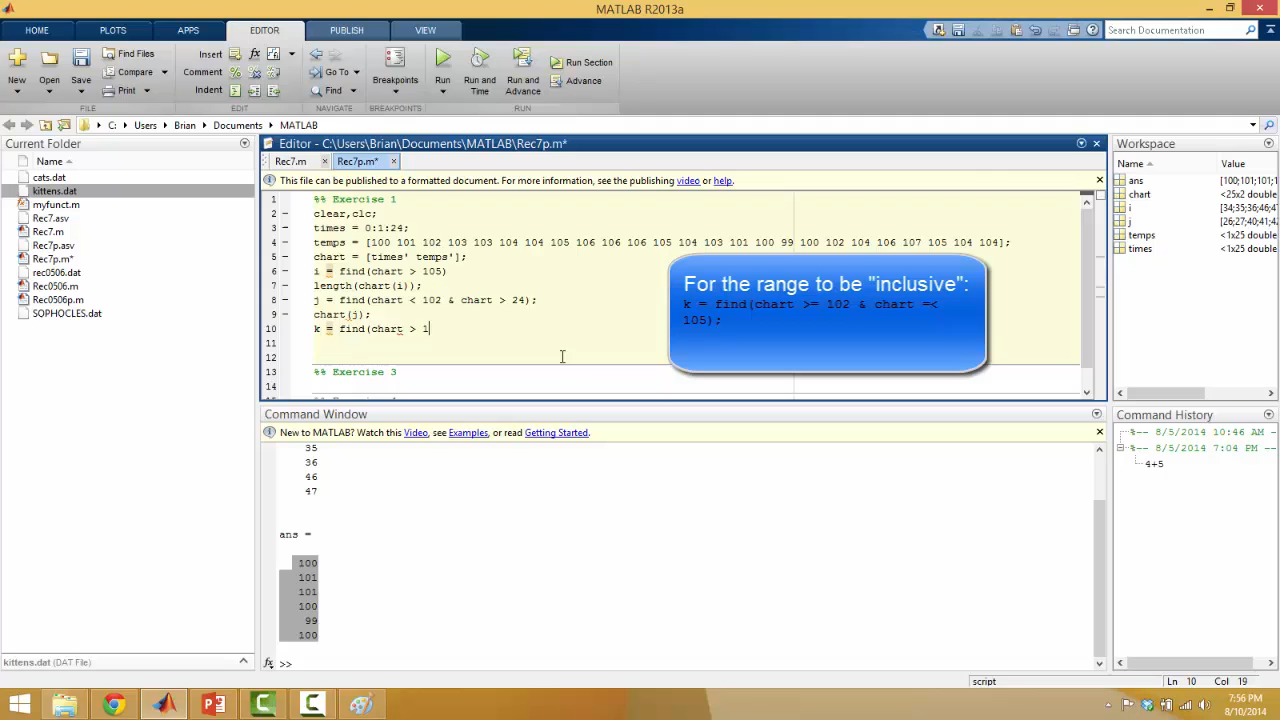 MATLAB R2013a
HOME PLOTS APPS EDITOR PUBLISH VIEW
Search Documentation
New Open Save Find Files Compare Print
Insert Comment Indent
Go To Find
Breakpoints
Run Run and Time Run and Advance Run Section Advance
FILE EDIT NAVIGATE BREAKPOINTS RUN
C: Users Brian Documents MATLAB
Current Folder
Name
cats.dat
kittens.dat
myfunct.m
Rec7.asv
Rec7.m
Rec7p.asv
Rec7p.m*
rec0506.dat
Rec0506.m
Rec0506p.m
SOPHOCLES.dat
kittens.dat (DAT File)
Editor - C:\Users\Brian\Documents\MATLAB\Rec7p.m*
Rec7.m Rec7p.m*
This file can be published to a formatted document. For more information, see the publishing video or help.
1 %% Exercise 1
2 clear,clc;
3 times = 0:1:24;
4 temps = [100 101 102 103 103 104 104 105 106 106 106 105 104 103 101 100 99 100 102 104 106 107 105 104 104];
5 chart = [times' temps'];
6 i = find(chart > 105)
7 length(chart(i));
8 j = find(chart < 102 & chart > 24);
9 chart(j);
10 k = find(chart > 1
11
12
13 %% Exercise 3
14
For the range to be "inclusive":
k = find(chart >= 102 & chart =<
105);
Command Window
New to MATLAB? Watch this Video, see Examples, or read Getting Started.
35
36
46
47
ans =
100
101
101
100
99
100
fx >>
Workspace
Name Value
ans [100;101;101;1
chart <25x2 double
i [34;35;36;46;47
j [26;27;40;41;42
temps <1x25 double
times <1x25 double
Command History
%-- 8/5/2014 10:46 AM --
%-- 8/5/2014 7:04 PM --
4+5
script Ln 10 Col 19
7:56 PM
8/10/2014